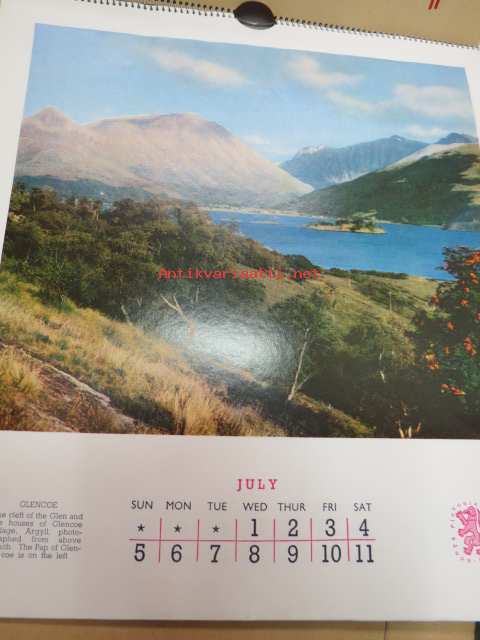 Antikvariaatti.net
JULY
GLENCOE
cleft of the Glen and
houses of Glencoe
Argyll, photo-
from above
The Pap of Glen-
coe is on the left
SUN MON TUE WED THUR FRI SAT
* * * 1 2 3 4
5 6 7 8 9 10 11